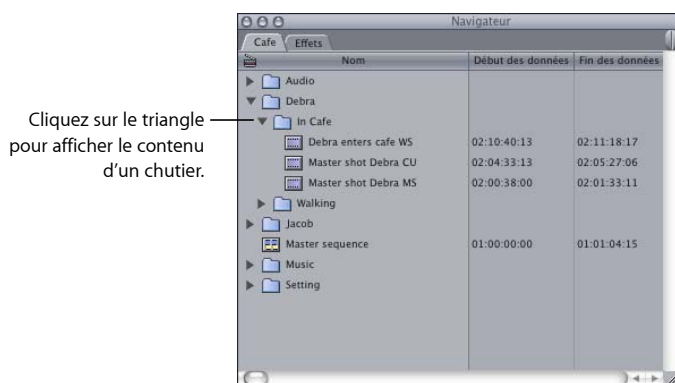 Navigateur
Cafe Effets
Nom Début des données Fin des données
Audio
Debra
In Cafe
Debra enters cafe WS 02:10:40:13 02:11:18:17
Master shot Debra CU 02:04:33:13 02:05:27:06
Master shot Debra MS 02:00:38:00 02:01:33:11
Walking
Jacob
Master sequence 01:00:00:00 01:01:04:15
Music
Setting
Cliquez sur le triangle
pour afficher le contenu
d'un chutier.